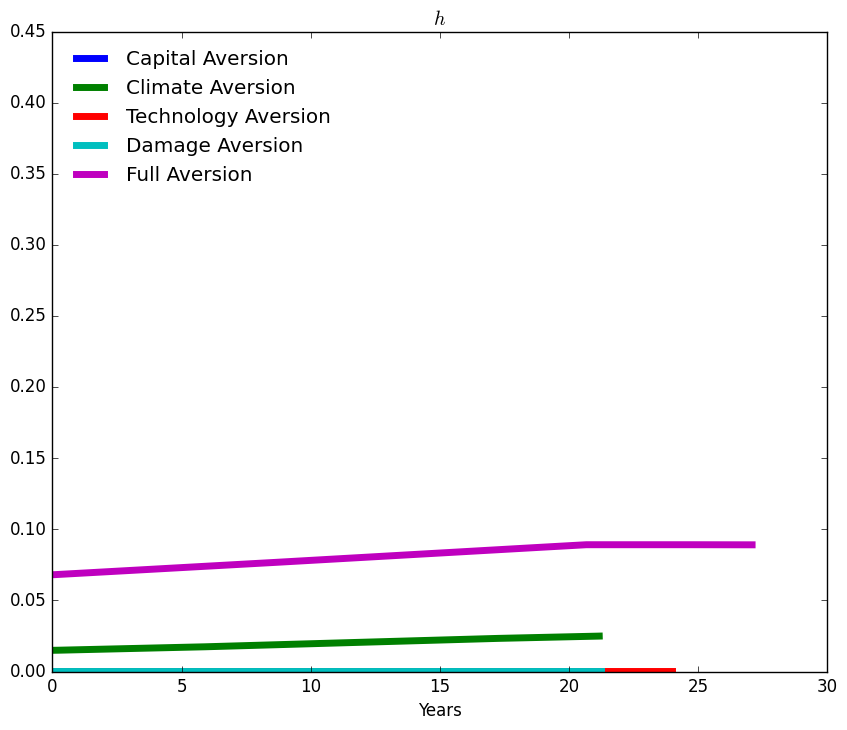 h
0.45
Capital Aversion
Climate Aversion
0.40
Technology Aversion
Damage Aversion
0.35
Full Aversion
0.30
0.25
0.20
0.15
0.10
0.05
0.00
0 5 10 15 20 25 30
Years